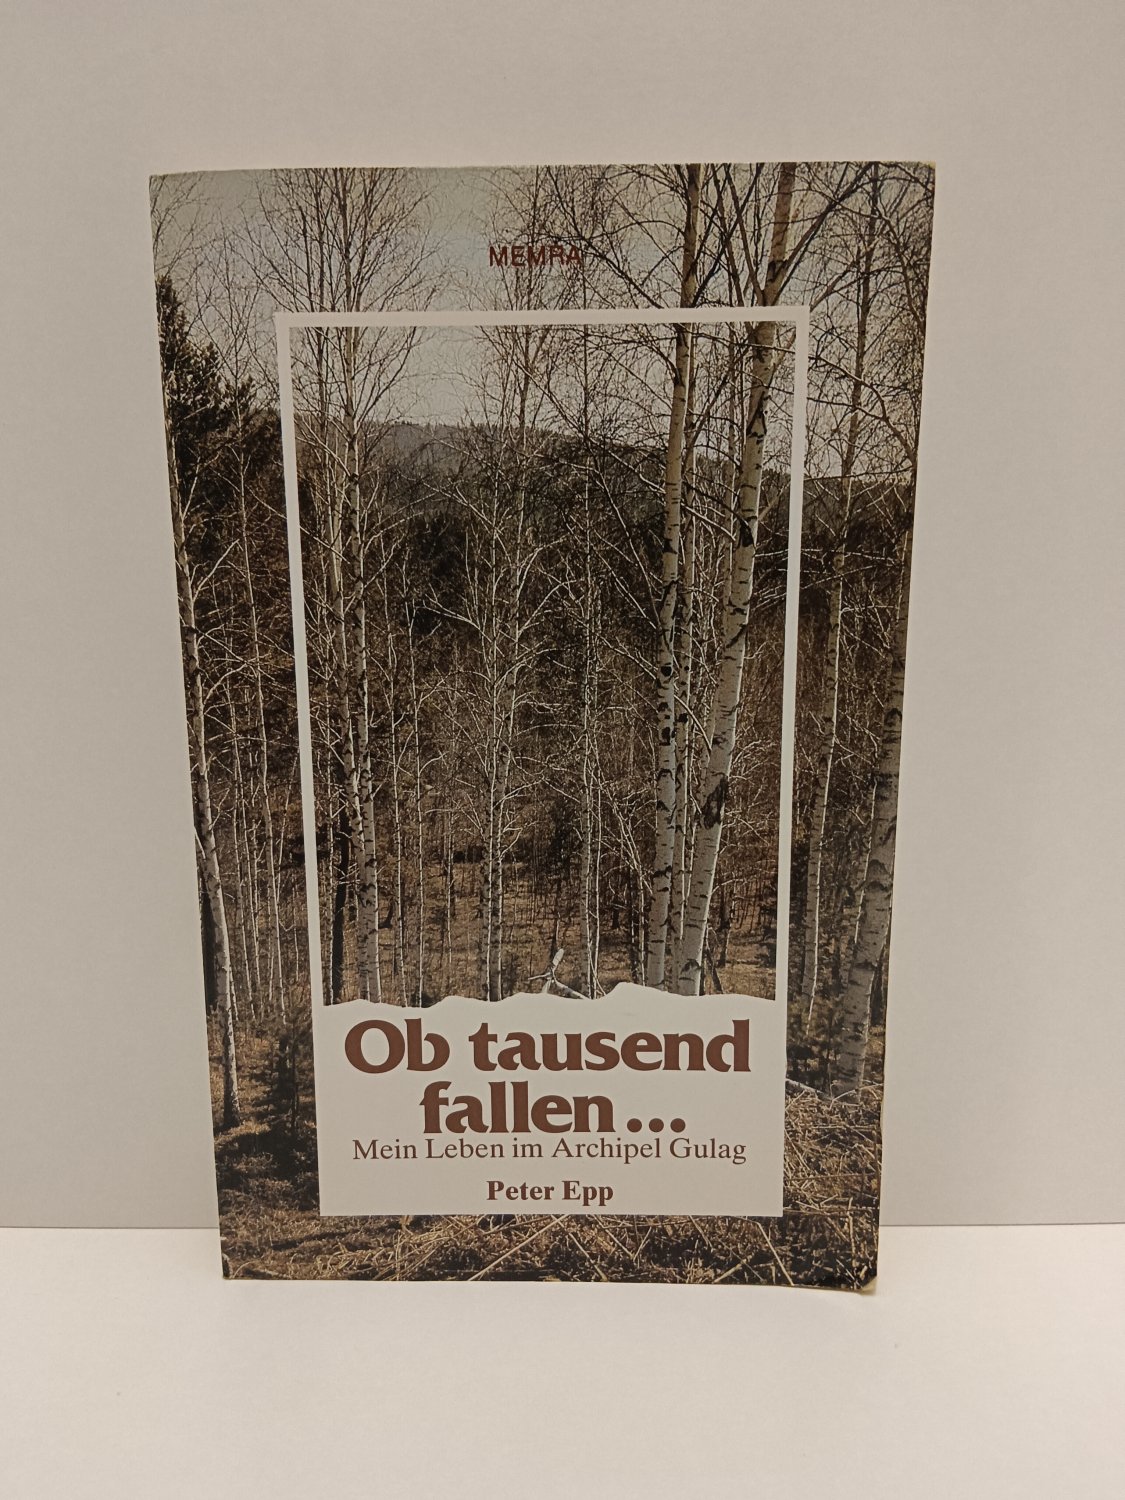 MEMRA
Ob tausend
fallen...
Mein Leben im Archipel Gulag
Peter Epp